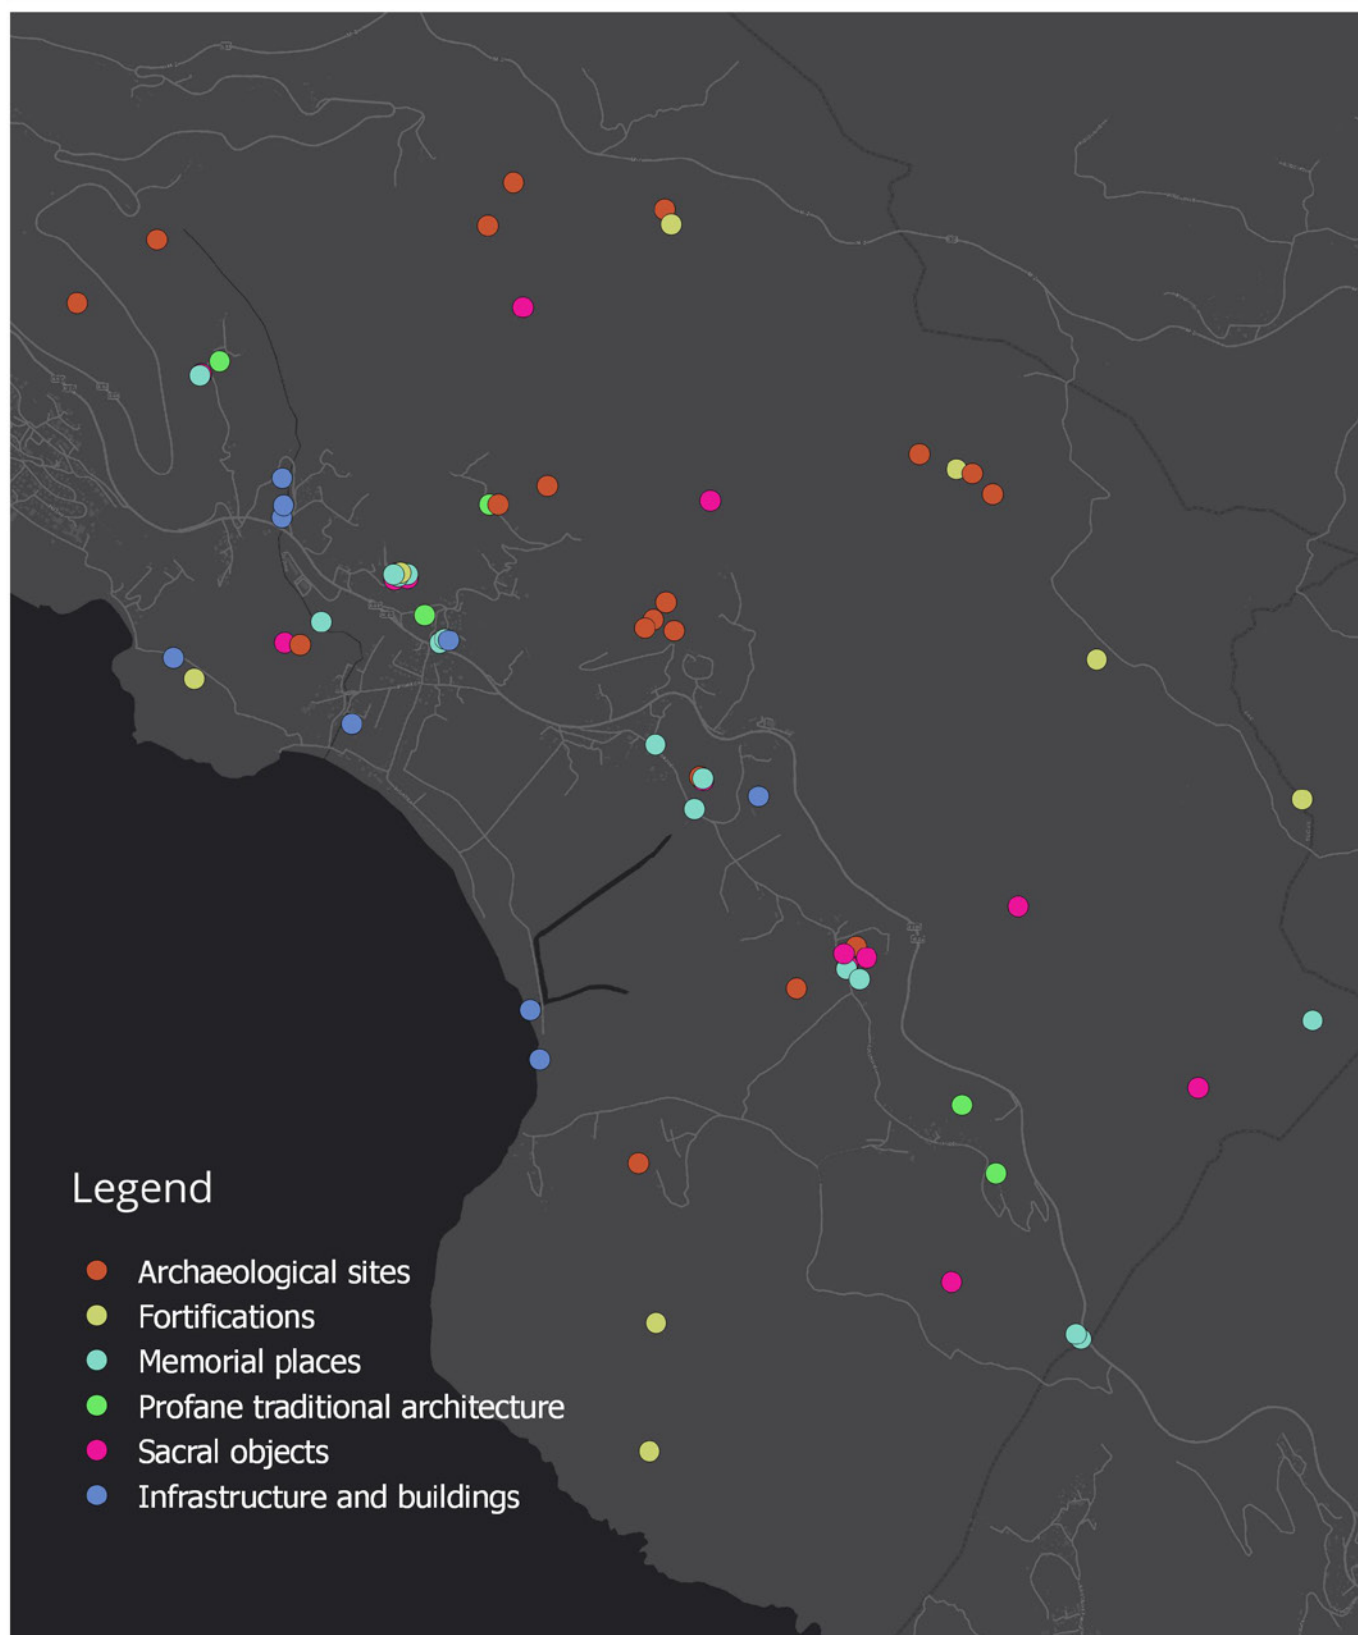 Legend
Archaeological sites
Fortifications
Memorial places
Profane traditional architecture
Sacral objects
Infrastructure and buildings